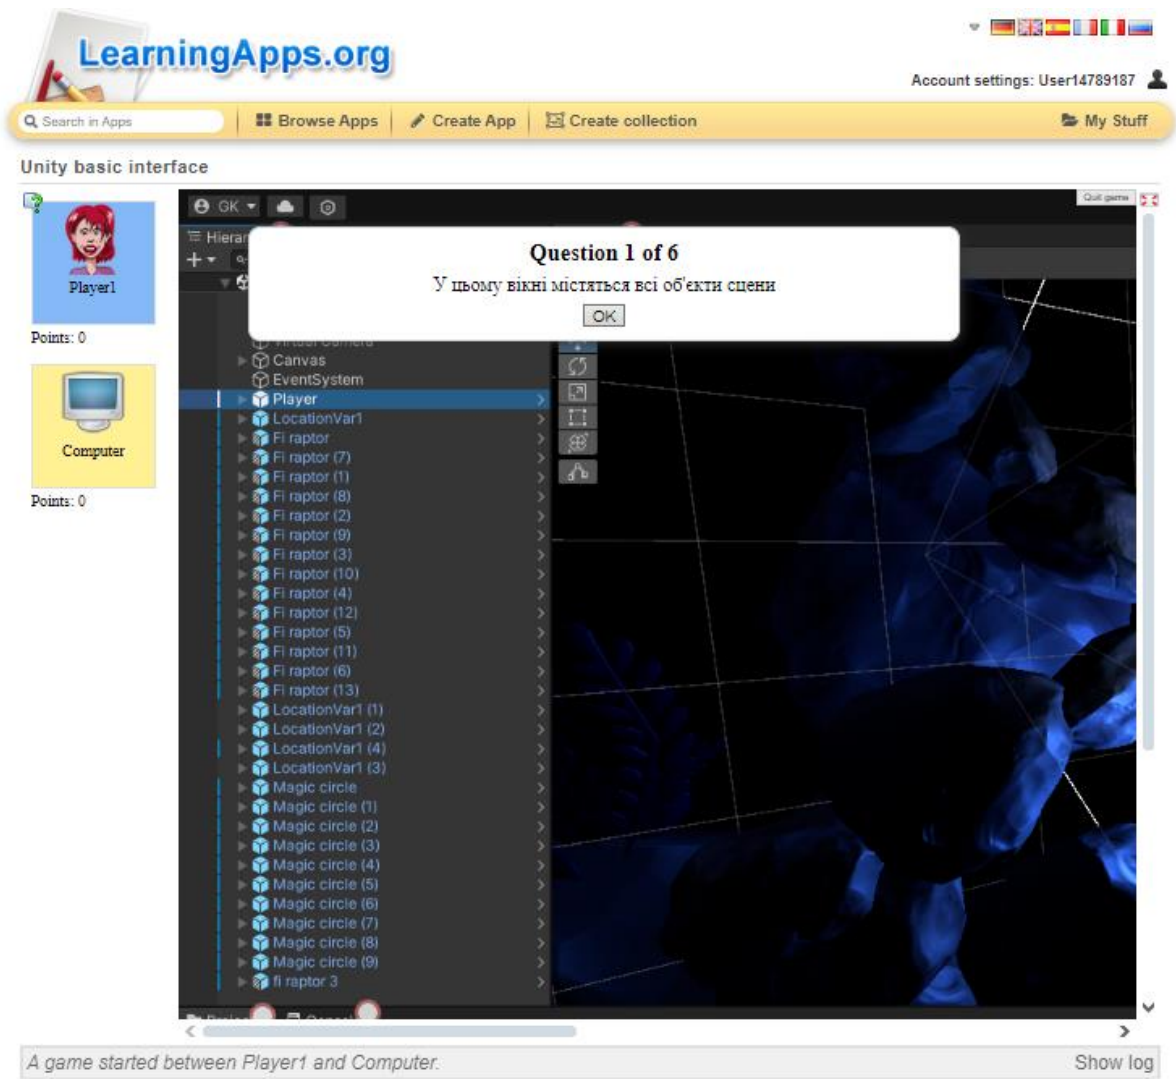 LearningApps.org
Account settings: User14789187
Search in Apps
Browse Apps
Create App
Create collection
My Stuff
Unity basic interface
Player1
Points: 0
Computer
Points: 0
GK
Quit game
Question 1 of 6
У цьому вікні містяться всі об'єкти сцени
OK
Virtual Camera
Canvas
EventSystem
Player
LocationVar1
Fi raptor
Fi raptor (7)
Fi raptor (1)
Fi raptor (8)
Fi raptor (2)
Fi raptor (9)
Fi raptor (3)
Fi raptor (10)
Fi raptor (4)
Fi raptor (12)
Fi raptor (5)
Fi raptor (11)
Fi raptor (6)
Fi raptor (13)
LocationVar1 (1)
LocationVar1 (2)
LocationVar1 (4)
LocationVar1 (3)
Magic circle
Magic circle (1)
Magic circle (2)
Magic circle (3)
Magic circle (4)
Magic circle (5)
Magic circle (6)
Magic circle (7)
Magic circle (8)
Magic circle (9)
fi raptor 3
A game started between Player1 and Computer.
Show log